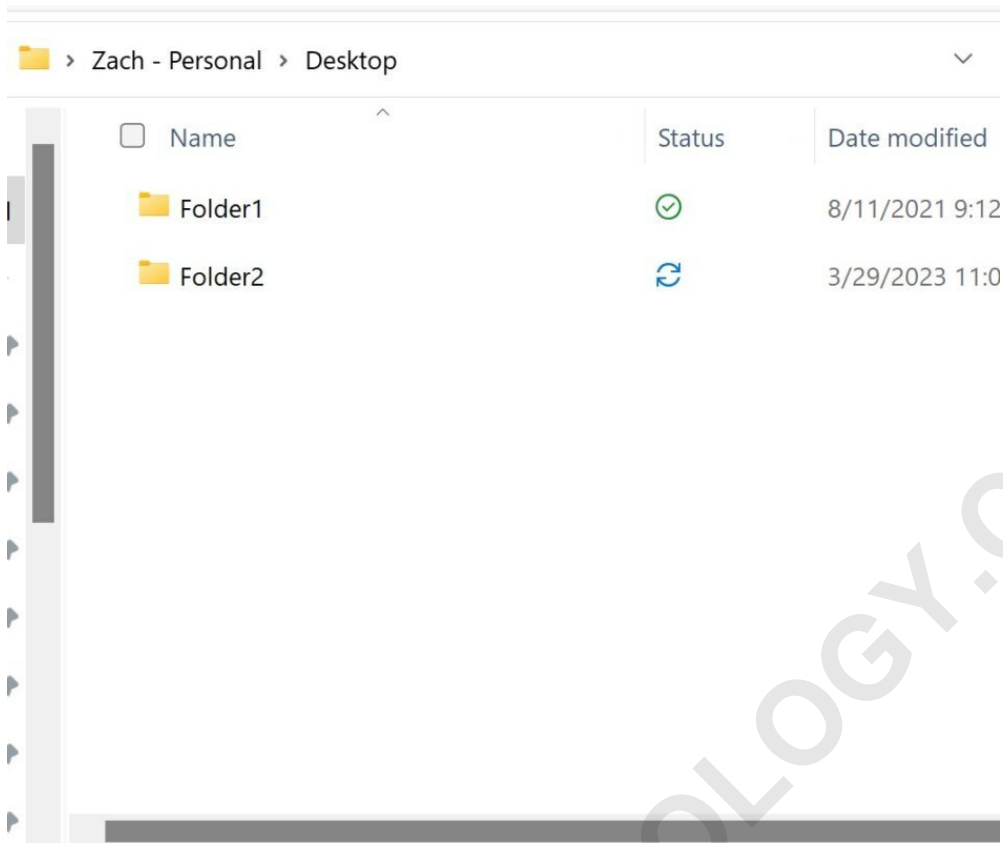 Zach - Personal > Desktop
Name Status Date modified
Folder1 8/11/2021 9:12
Folder2 3/29/2023 11:0
OLOGY.C